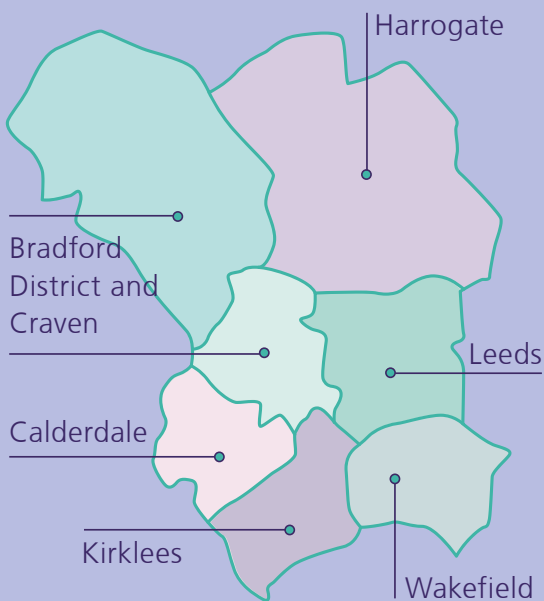 Harrogate
Bradford
District and
Craven
Leeds
Calderdale
Kirklees
Wakefield